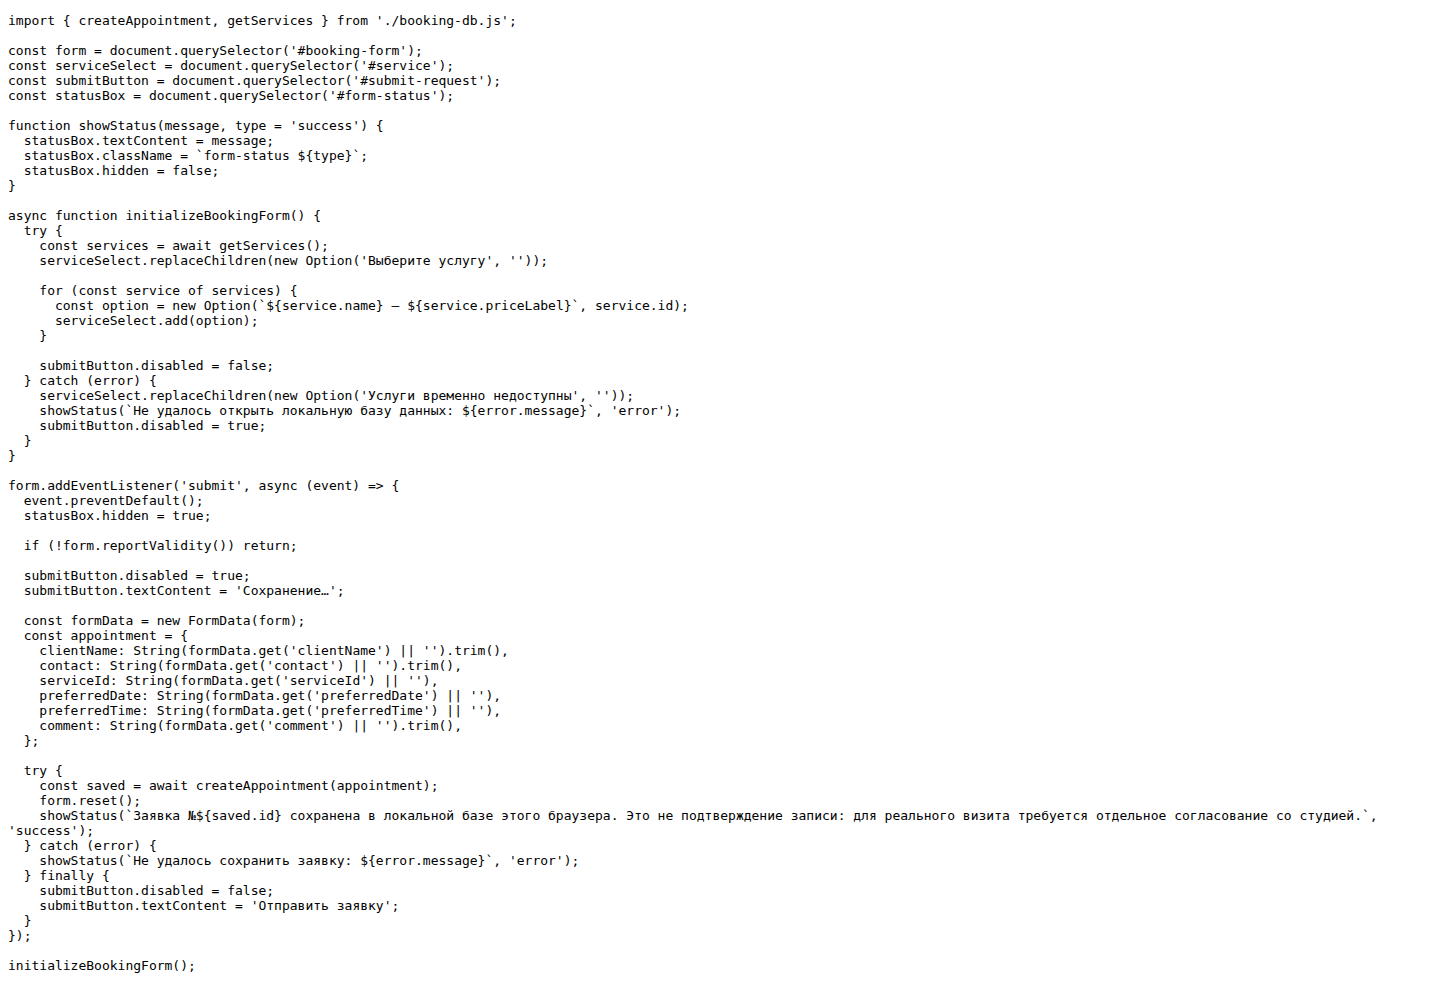 import { createAppointment, getServices } from './booking-db.js';

const form = document.querySelector('#booking-form');
const serviceSelect = document.querySelector('#service');
const submitButton = document.querySelector('#submit-request');
const statusBox = document.querySelector('#form-status');

function showStatus(message, type = 'success') {
  statusBox.textContent = message;
  statusBox.className = `form-status ${type}`;
  statusBox.hidden = false;
}

async function initializeBookingForm() {
  try {
    const services = await getServices();
    serviceSelect.replaceChildren(new Option('Выберите услугу', ''));

    for (const service of services) {
      const option = new Option(`${service.name} — ${service.priceLabel}`, service.id);
      serviceSelect.add(option);
    }

    submitButton.disabled = false;
  } catch (error) {
    serviceSelect.replaceChildren(new Option('Услуги временно недоступны', ''));
    showStatus(`Не удалось открыть локальную базу данных: ${error.message}`, 'error');
    submitButton.disabled = true;
  }
}

form.addEventListener('submit', async (event) => {
  event.preventDefault();
  statusBox.hidden = true;

  if (!form.reportValidity()) return;

  submitButton.disabled = true;
  submitButton.textContent = 'Сохранение…';

  const formData = new FormData(form);
  const appointment = {
    clientName: String(formData.get('clientName') || '').trim(),
    contact: String(formData.get('contact') || '').trim(),
    serviceId: String(formData.get('serviceId') || ''),
    preferredDate: String(formData.get('preferredDate') || ''),
    preferredTime: String(formData.get('preferredTime') || ''),
    comment: String(formData.get('comment') || '').trim(),
  };

  try {
    const saved = await createAppointment(appointment);
    form.reset();
    showStatus(`Заявка №${saved.id} сохранена в локальной базе этого браузера. Это не подтверждение записи: для реального визита требуется отдельное согласование со студией.`,
'success');
  } catch (error) {
    showStatus(`Не удалось сохранить заявку: ${error.message}`, 'error');
  } finally {
    submitButton.disabled = false;
    submitButton.textContent = 'Отправить заявку';
  }
});

initializeBookingForm();